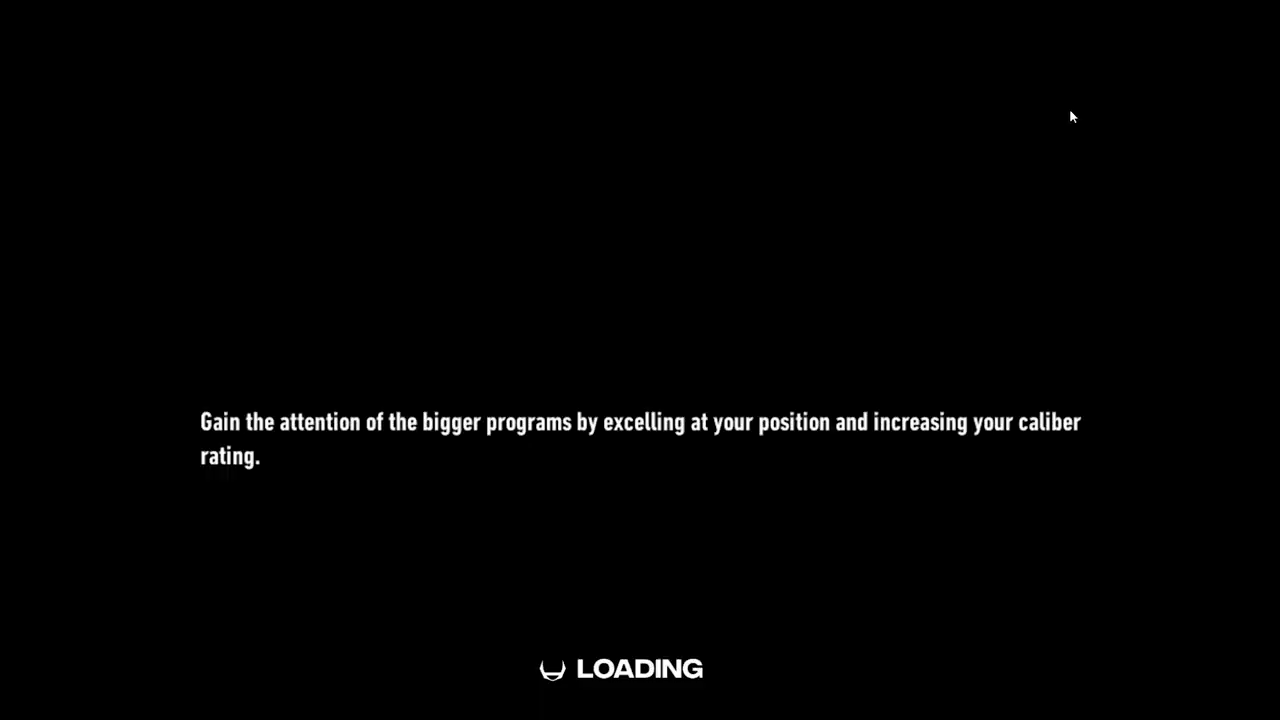 Gain the attention of the bigger programs by excelling at your position and increasing your caliber
rating.
LOADING